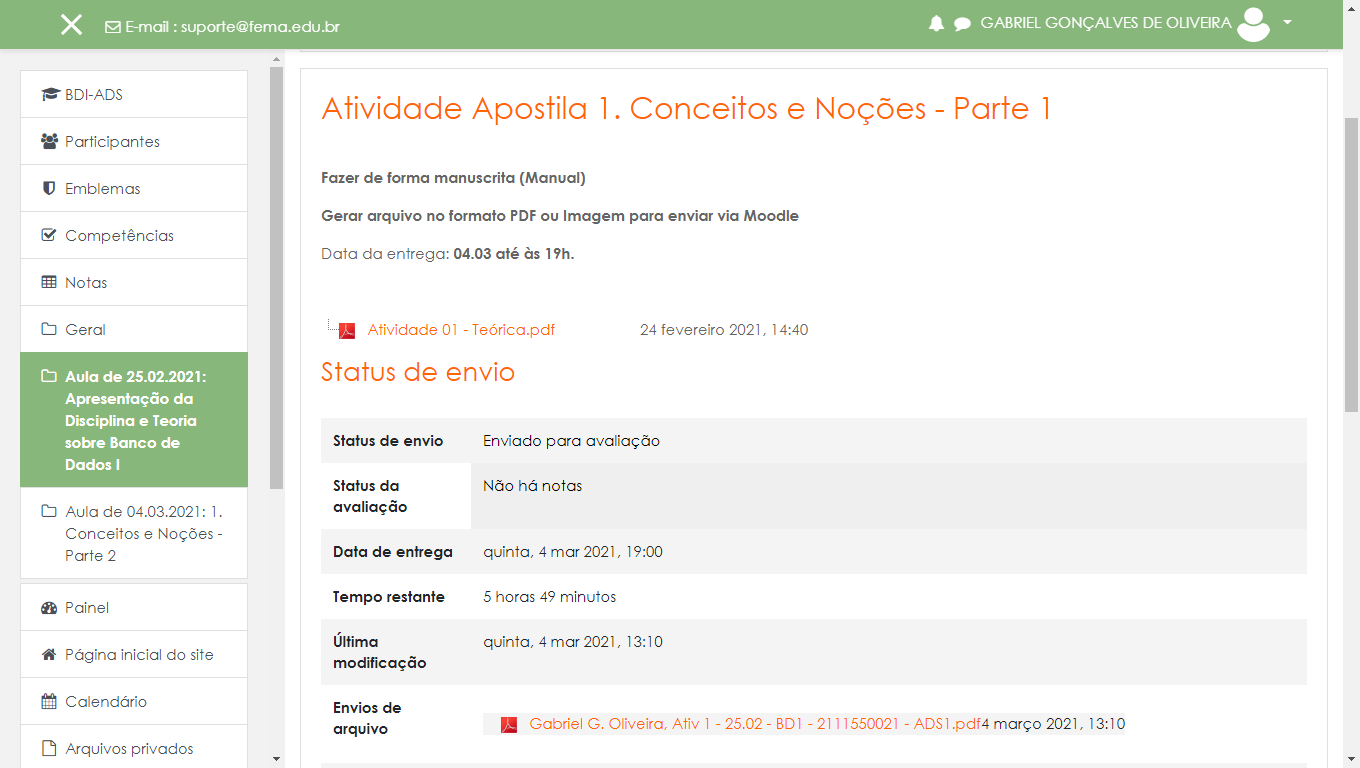 E-mail : suporte@fema.edu.br
GABRIEL GONÇALVES DE OLIVEIRA
BDI-ADS
Participantes
Emblemas
Competências
Notas
Geral
Aula de 25.02.2021:
Apresentação da
Disciplina e Teoria
sobre Banco de
Dados I
Aula de 04.03.2021: 1.
Conceitos e Noções -
Parte 2
Painel
Página inicial do site
Calendário
Arquivos privados
Atividade Apostila 1. Conceitos e Noções - Parte 1
Fazer de forma manuscrita (Manual)
Gerar arquivo no formato PDF ou Imagem para enviar via Moodle
Data da entrega: 04.03 até às 19h.
Atividade 01 - Teórica.pdf 24 fevereiro 2021, 14:40
Status de envio
Status de envio Enviado para avaliação
Status da
avaliação
Não há notas
Data de entrega quinta, 4 mar 2021, 19:00
Tempo restante 5 horas 49 minutos
Última
modificação
quinta, 4 mar 2021, 13:10
Envios de
arquivo
Gabriel G. Oliveira, Ativ 1 - 25.02 - BD1 - 2111550021 - ADS1.pdf4 março 2021, 13:10